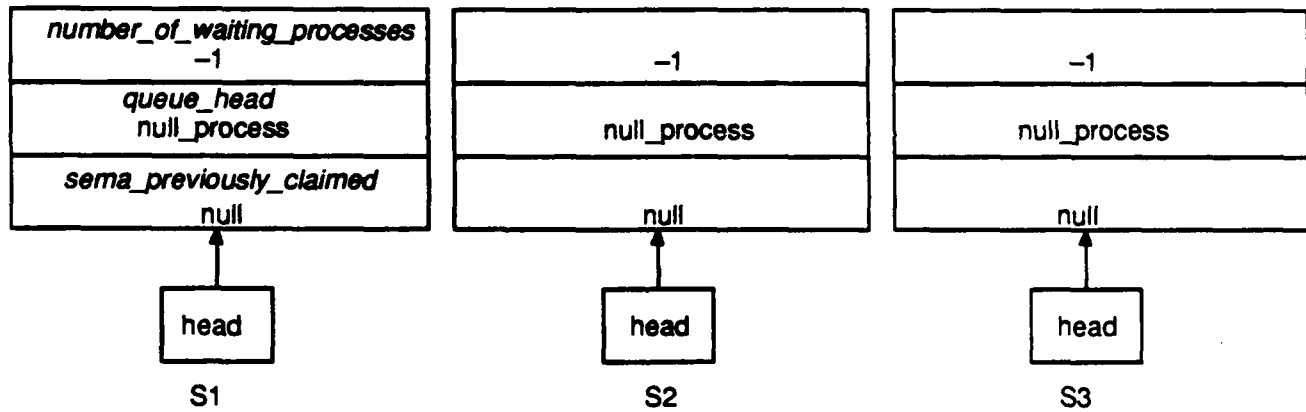 number_of_waiting_processes
–1
–1
–1
queue_head
null_process
null_process
null_process
sema_previously_claimed
null
null
null
head
head
head
S1
S2
S3